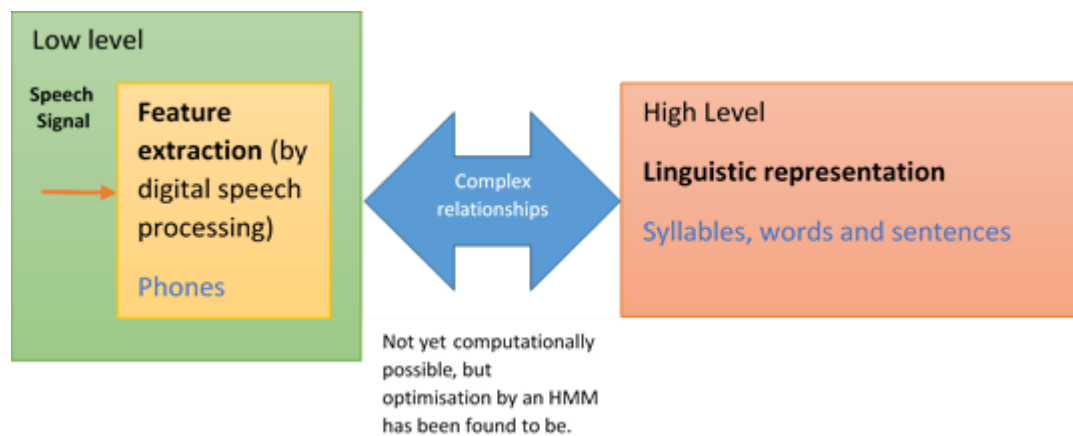 Low level
Speech
Signal
Feature
extraction (by
digital speech
processing)
Phones
Complex
relationships
Not yet computationally
possible, but
optimisation by an HMM
has been found to be.
High Level
Linguistic representation
Syllables, words and sentences